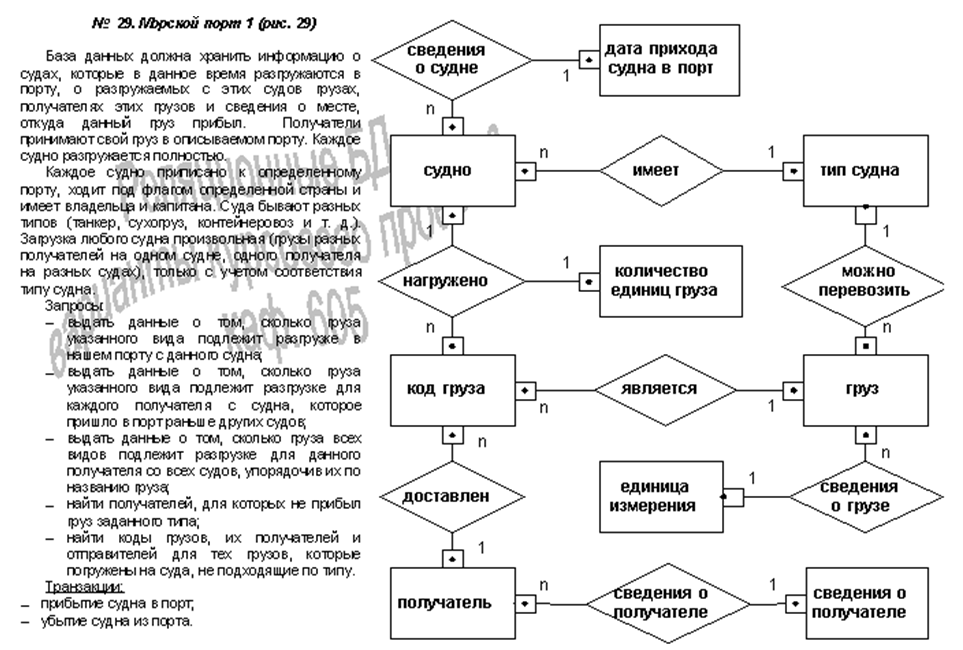 № 29. Морской порт 1 (рис. 29)
База данных должна хранить информацию о
судах, которые в данное время разгружаются в
порту, о разгружаемых с этих судов грузах,
получателях этих грузов и сведения о месте,
откуда данный груз прибыл. Получатели
принимают свой груз в описываемом порту. Каждое
судно разгружается полностью.
Каждое судно приписано к определенному
порту, ходит под флагом определенной страны и
имеет владельца и капитана. Суда бывают разных
типов (танкер, сухогруз, контейнеровоз и т. д.).
Загрузка любого судна произвольная (грузы разных
получателей на одном судне, одного получателя
на разных судах), только с учетом соответствия
типу судна.
Запросы:
– выдать данные о том, сколько груза
указанного вида подлежит разгрузке в
нашем порту с данного судна;
– выдать данные о том, сколько груза
указанного вида подлежит разгрузке для
каждого получателя с судна, которое
пришло в порт раньше других судов;
– выдать данные о том, сколько груза всех
видов подлежит разгрузке для данного
получателя со всех судов, упорядочив их по
названию груза;
– найти получателей, для которых не прибыл
груз заданного типа;
– найти коды грузов, их получателей и
отправителей для тех грузов, которые
погружены на суда, не подходящие по типу.
Транзакции:
– прибытие судна в порт;
– убытие судна из порта.
Реляционные БД
варианты курсового
каф. 605
сведения
о судне
1
дата прихода
судна в порт
n
судно
n
имеет
1
тип судна
1
1
нагружено
1
количество
единиц груза
можно
перевозить
n
n
код груза
n
является
1
груз
n
n
доставлен
единица
измерения
1
сведения
о грузе
1
получатель
n
сведения о
получателе
1
сведения о
получателе